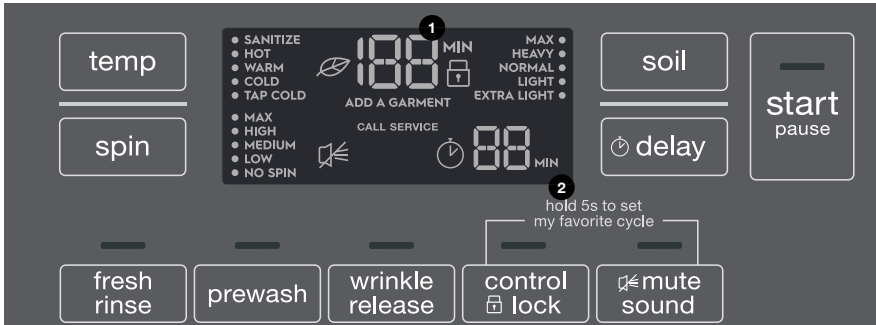 temp
spin
1
SANITIZE
HOT
WARM
COLD
TAP COLD
188
MIN
ADD A GARMENT
MAX
HEAVY
NORMAL
LIGHT
EXTRA LIGHT
MAX
HIGH
MEDIUM
LOW
NO SPIN
CALL SERVICE
88
MIN
soil
delay
start
pause
2
hold 5s to set
my favorite cycle
fresh
rinse
prewash
wrinkle
release
control
lock
mute
sound